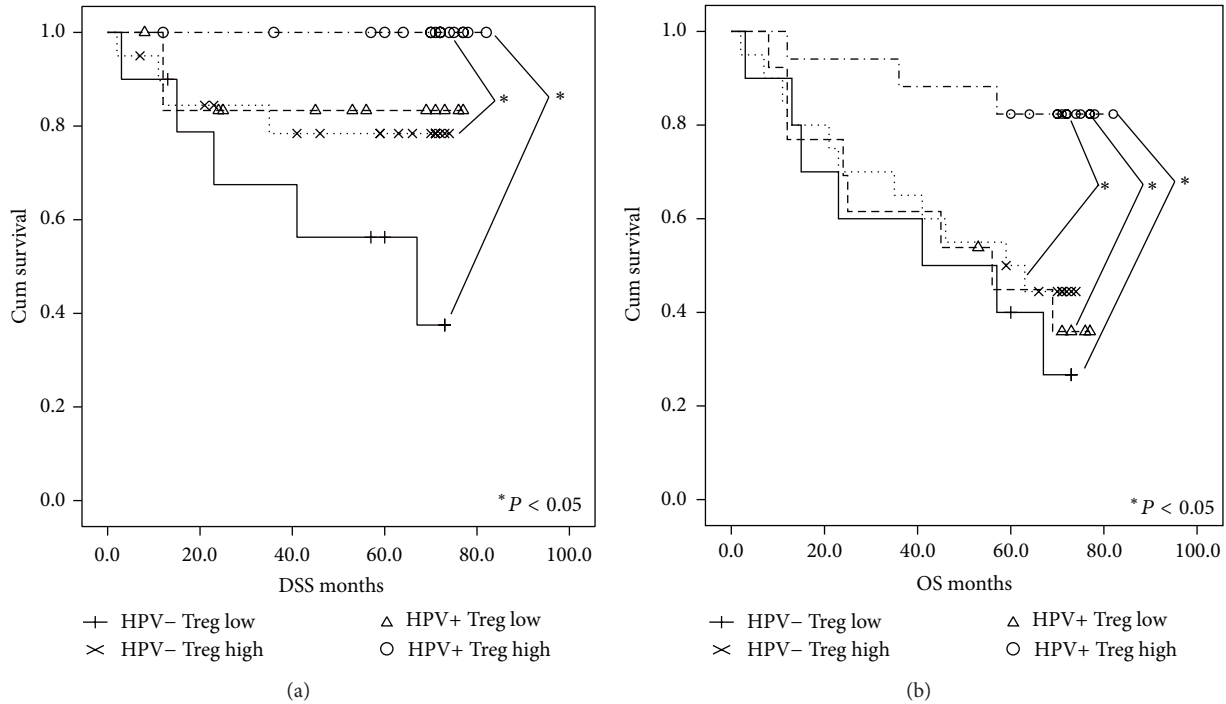 Cum survival
1.0
0.8
0.6
0.4
0.2
0.0
*
*
*P < 0.05
0.0 20.0 40.0 60.0 80.0 100.0
DSS months
HPV− Treg low
HPV− Treg high
HPV+ Treg low
HPV+ Treg high
(a)
Cum survival
1.0
0.8
0.6
0.4
0.2
0.0
*
*
*
*P < 0.05
0.0 20.0 40.0 60.0 80.0 100.0
OS months
HPV− Treg low
HPV− Treg high
HPV+ Treg low
HPV+ Treg high
(b)